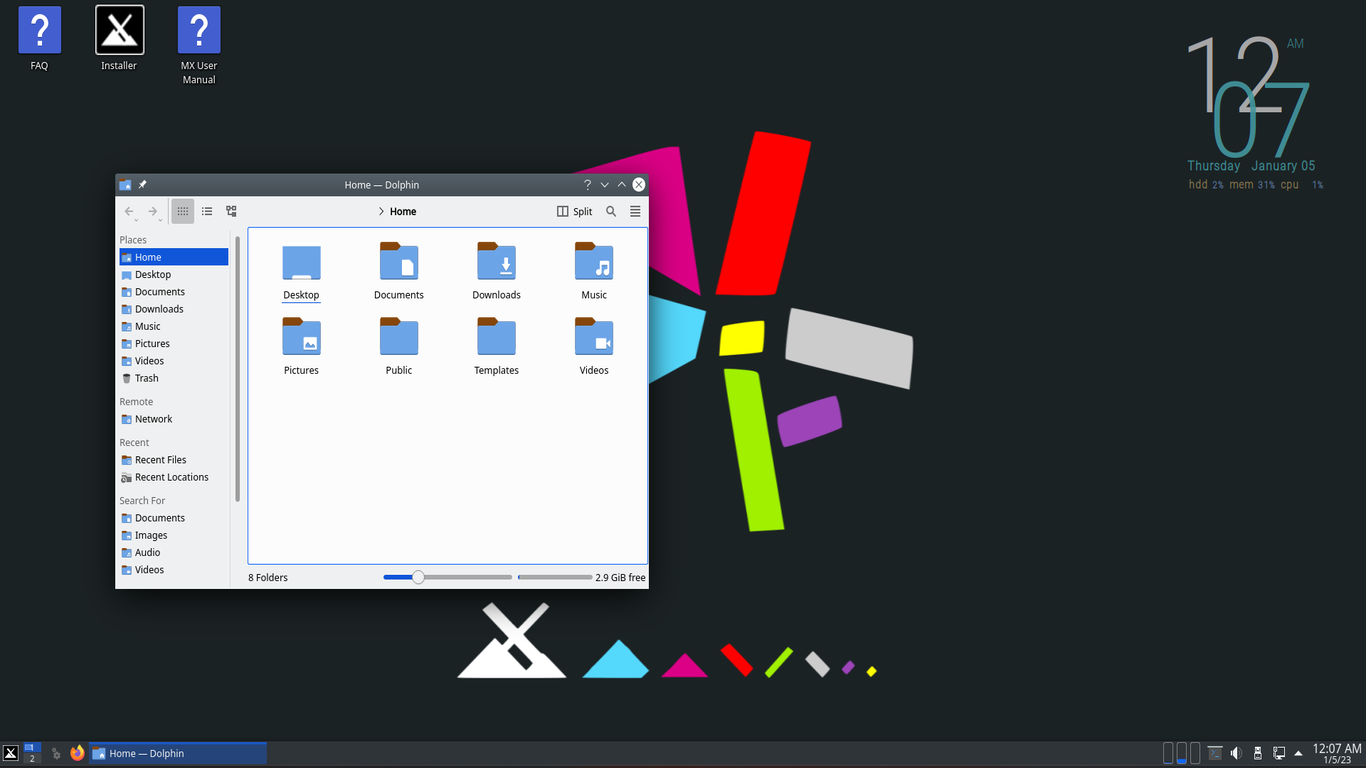 FAQ
Installer
MX User
Manual
12
AM
07
Thursday January 05
hdd 2% mem 31% cpu 1%
Home — Dolphin
Home
Split
Places
Home
Desktop
Documents
Downloads
Music
Pictures
Videos
Trash
Remote
Network
Recent
Recent Files
Recent Locations
Search For
Documents
Images
Audio
Videos
Desktop
Documents
Downloads
Music
Pictures
Public
Templates
Videos
8 Folders
2.9 GiB free
2
Home — Dolphin
12:07 AM
1/5/23